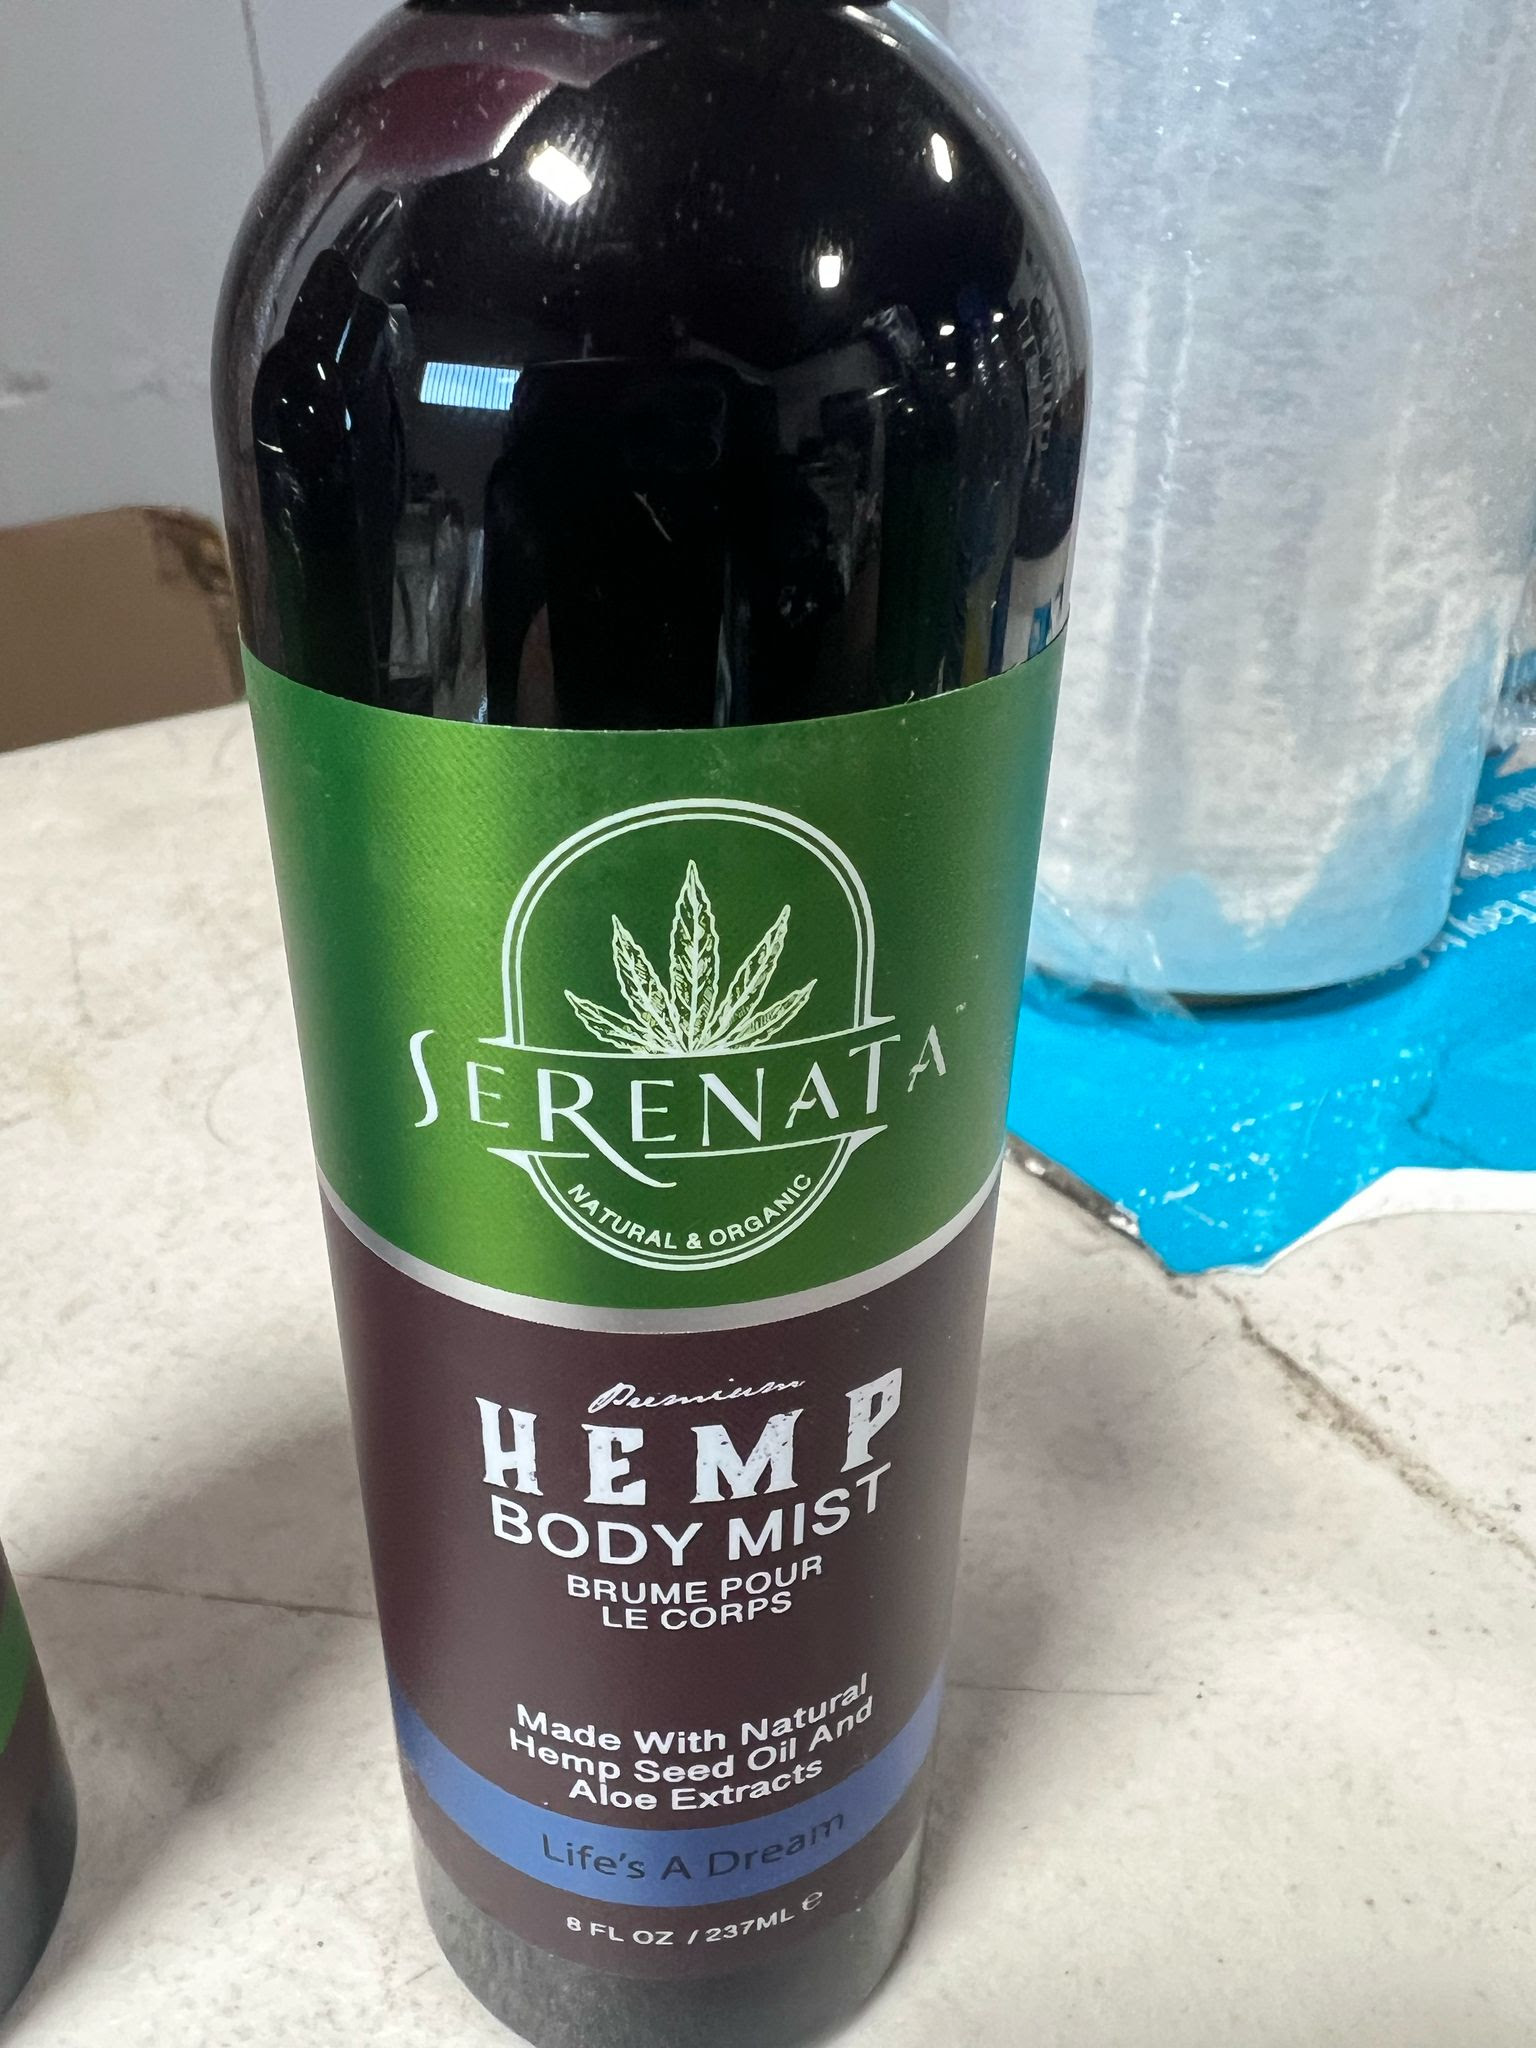 SERENATA™
NATURAL & ORGANIC
Premium
HEMP
BODY MIST
BRUME POUR
LE CORPS
Made With Natural
Hemp Seed Oil And
Aloe Extracts
Life's A Dream
8 FL OZ / 237ML ℮